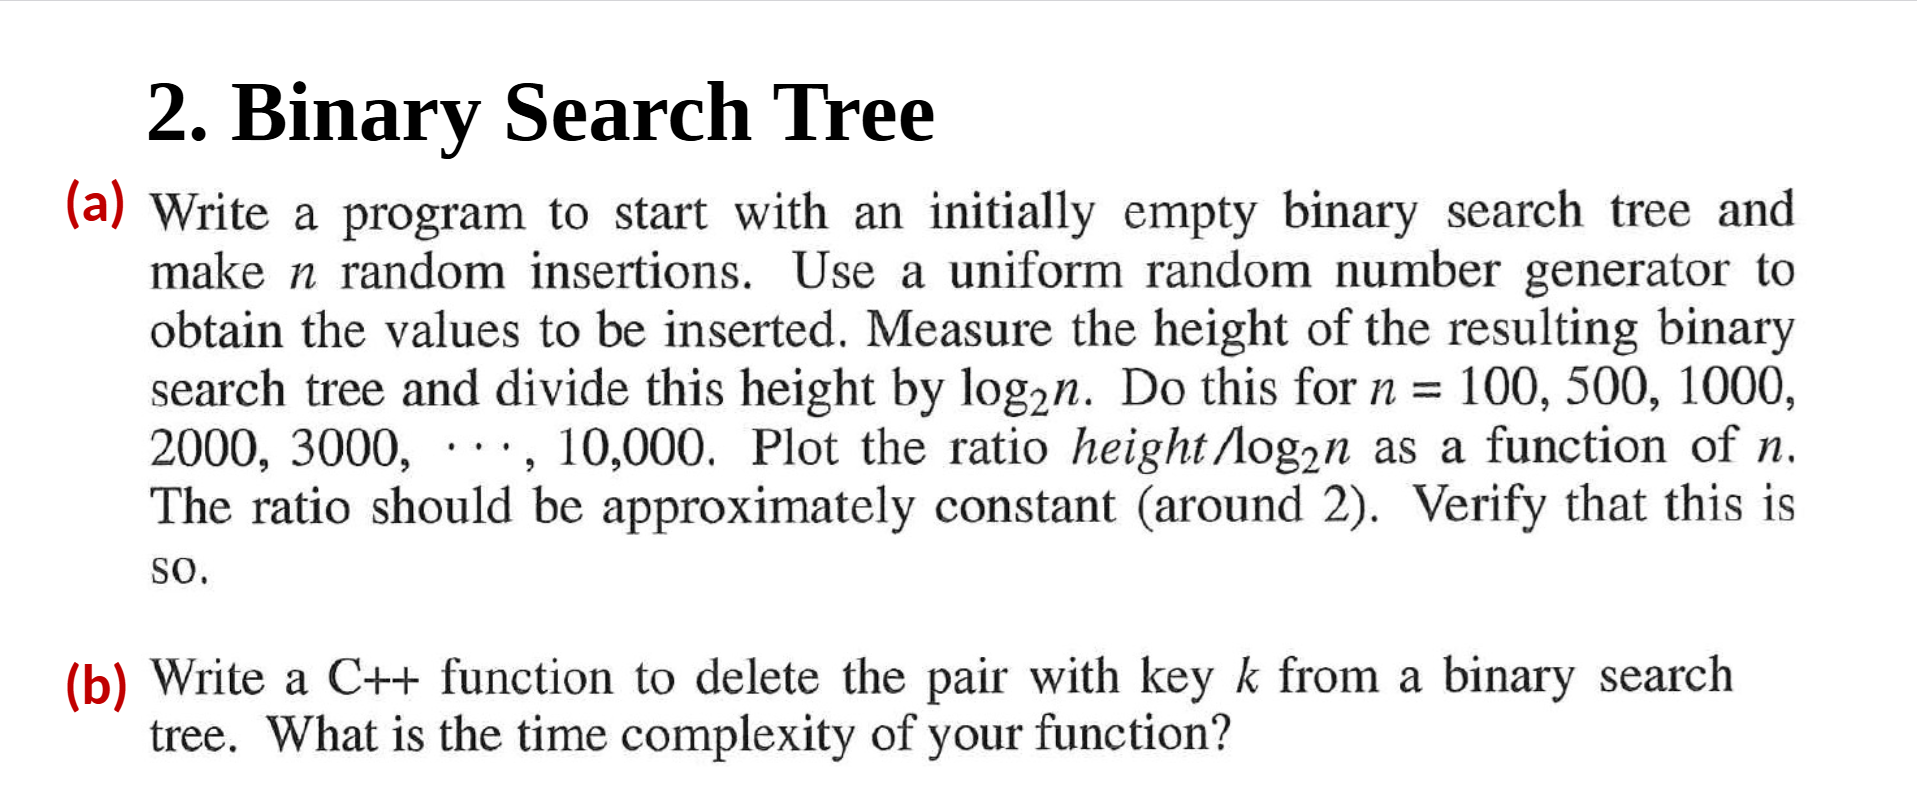 2. Binary Search Tree
(a) Write a program to start with an initially empty binary search tree and
make n random insertions. Use a uniform random number generator to
obtain the values to be inserted. Measure the height of the resulting binary
search tree and divide this height by log₂n. Do this for n = 100, 500, 1000,
2000, 3000, · · · , 10,000. Plot the ratio height/log₂n as a function of n.
The ratio should be approximately constant (around 2). Verify that this is
so.
(b) Write a C++ function to delete the pair with key k from a binary search
tree. What is the time complexity of your function?